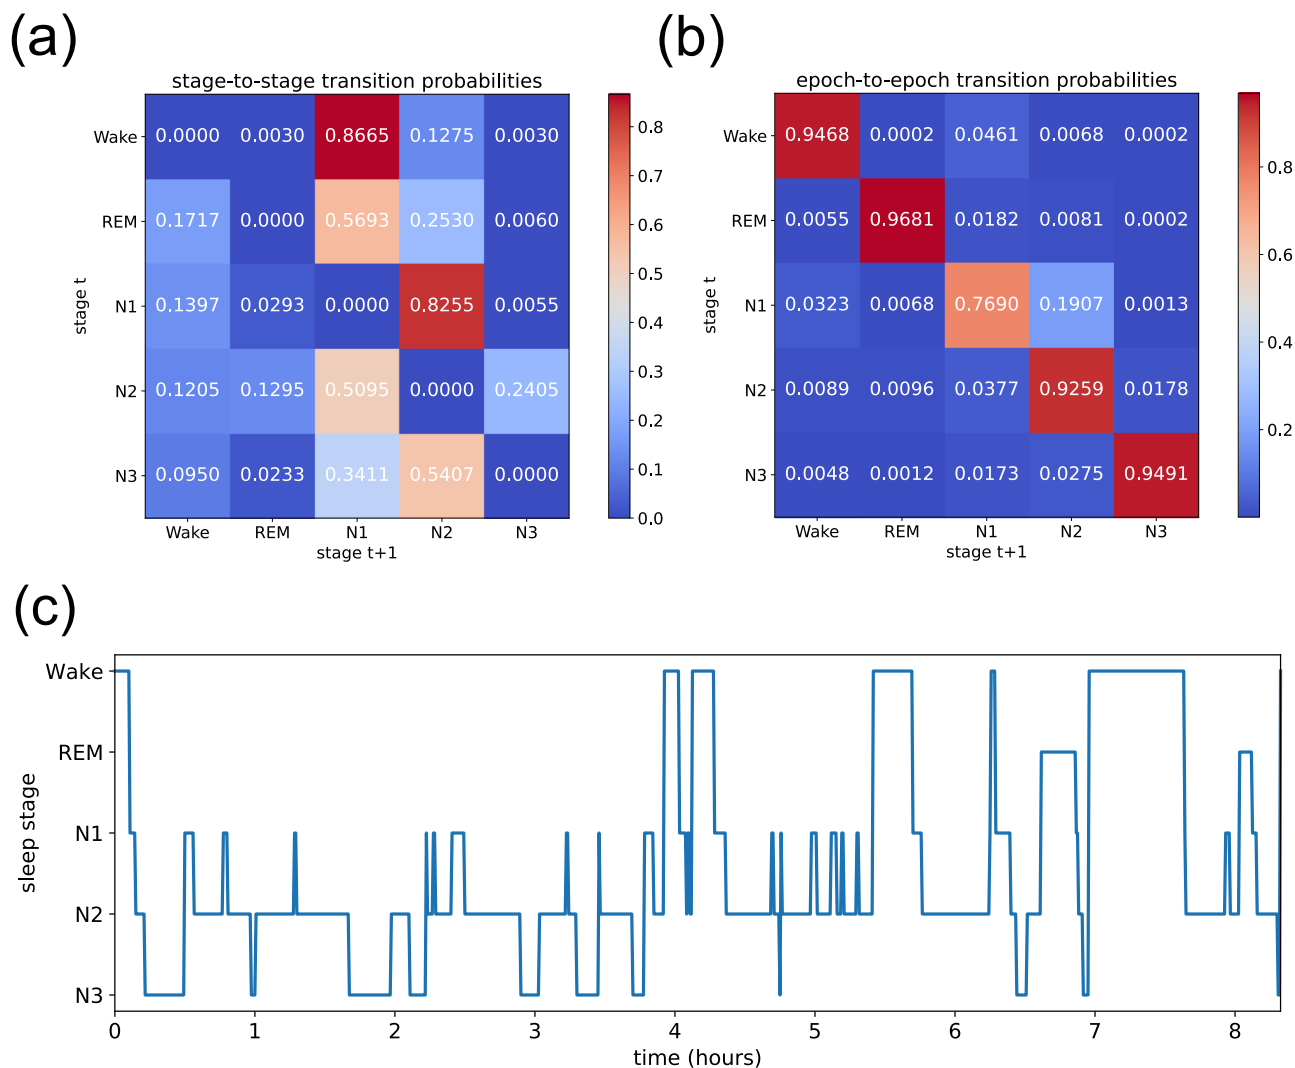 (a)
stage-to-stage transition probabilities
Wake 0.0000 0.0030 0.8665 0.1275 0.0030
REM 0.1717 0.0000 0.5693 0.2530 0.0060
N1 0.1397 0.0293 0.0000 0.8255 0.0055
N2 0.1205 0.1295 0.5095 0.0000 0.2405
N3 0.0950 0.0233 0.3411 0.5407 0.0000
Wake REM N1 N2 N3
stage t
stage t+1
0.8
0.7
0.6
0.5
0.4
0.3
0.2
0.1
0.0
(b)
epoch-to-epoch transition probabilities
Wake 0.9468 0.0002 0.0461 0.0068 0.0002
REM 0.0055 0.9681 0.0182 0.0081 0.0002
N1 0.0323 0.0068 0.7690 0.1907 0.0013
N2 0.0089 0.0096 0.0377 0.9259 0.0178
N3 0.0048 0.0012 0.0173 0.0275 0.9491
Wake REM N1 N2 N3
stage t
stage t+1
0.8
0.6
0.4
0.2
(c)
Wake
REM
N1
N2
N3
sleep stage
0 1 2 3 4 5 6 7 8
time (hours)